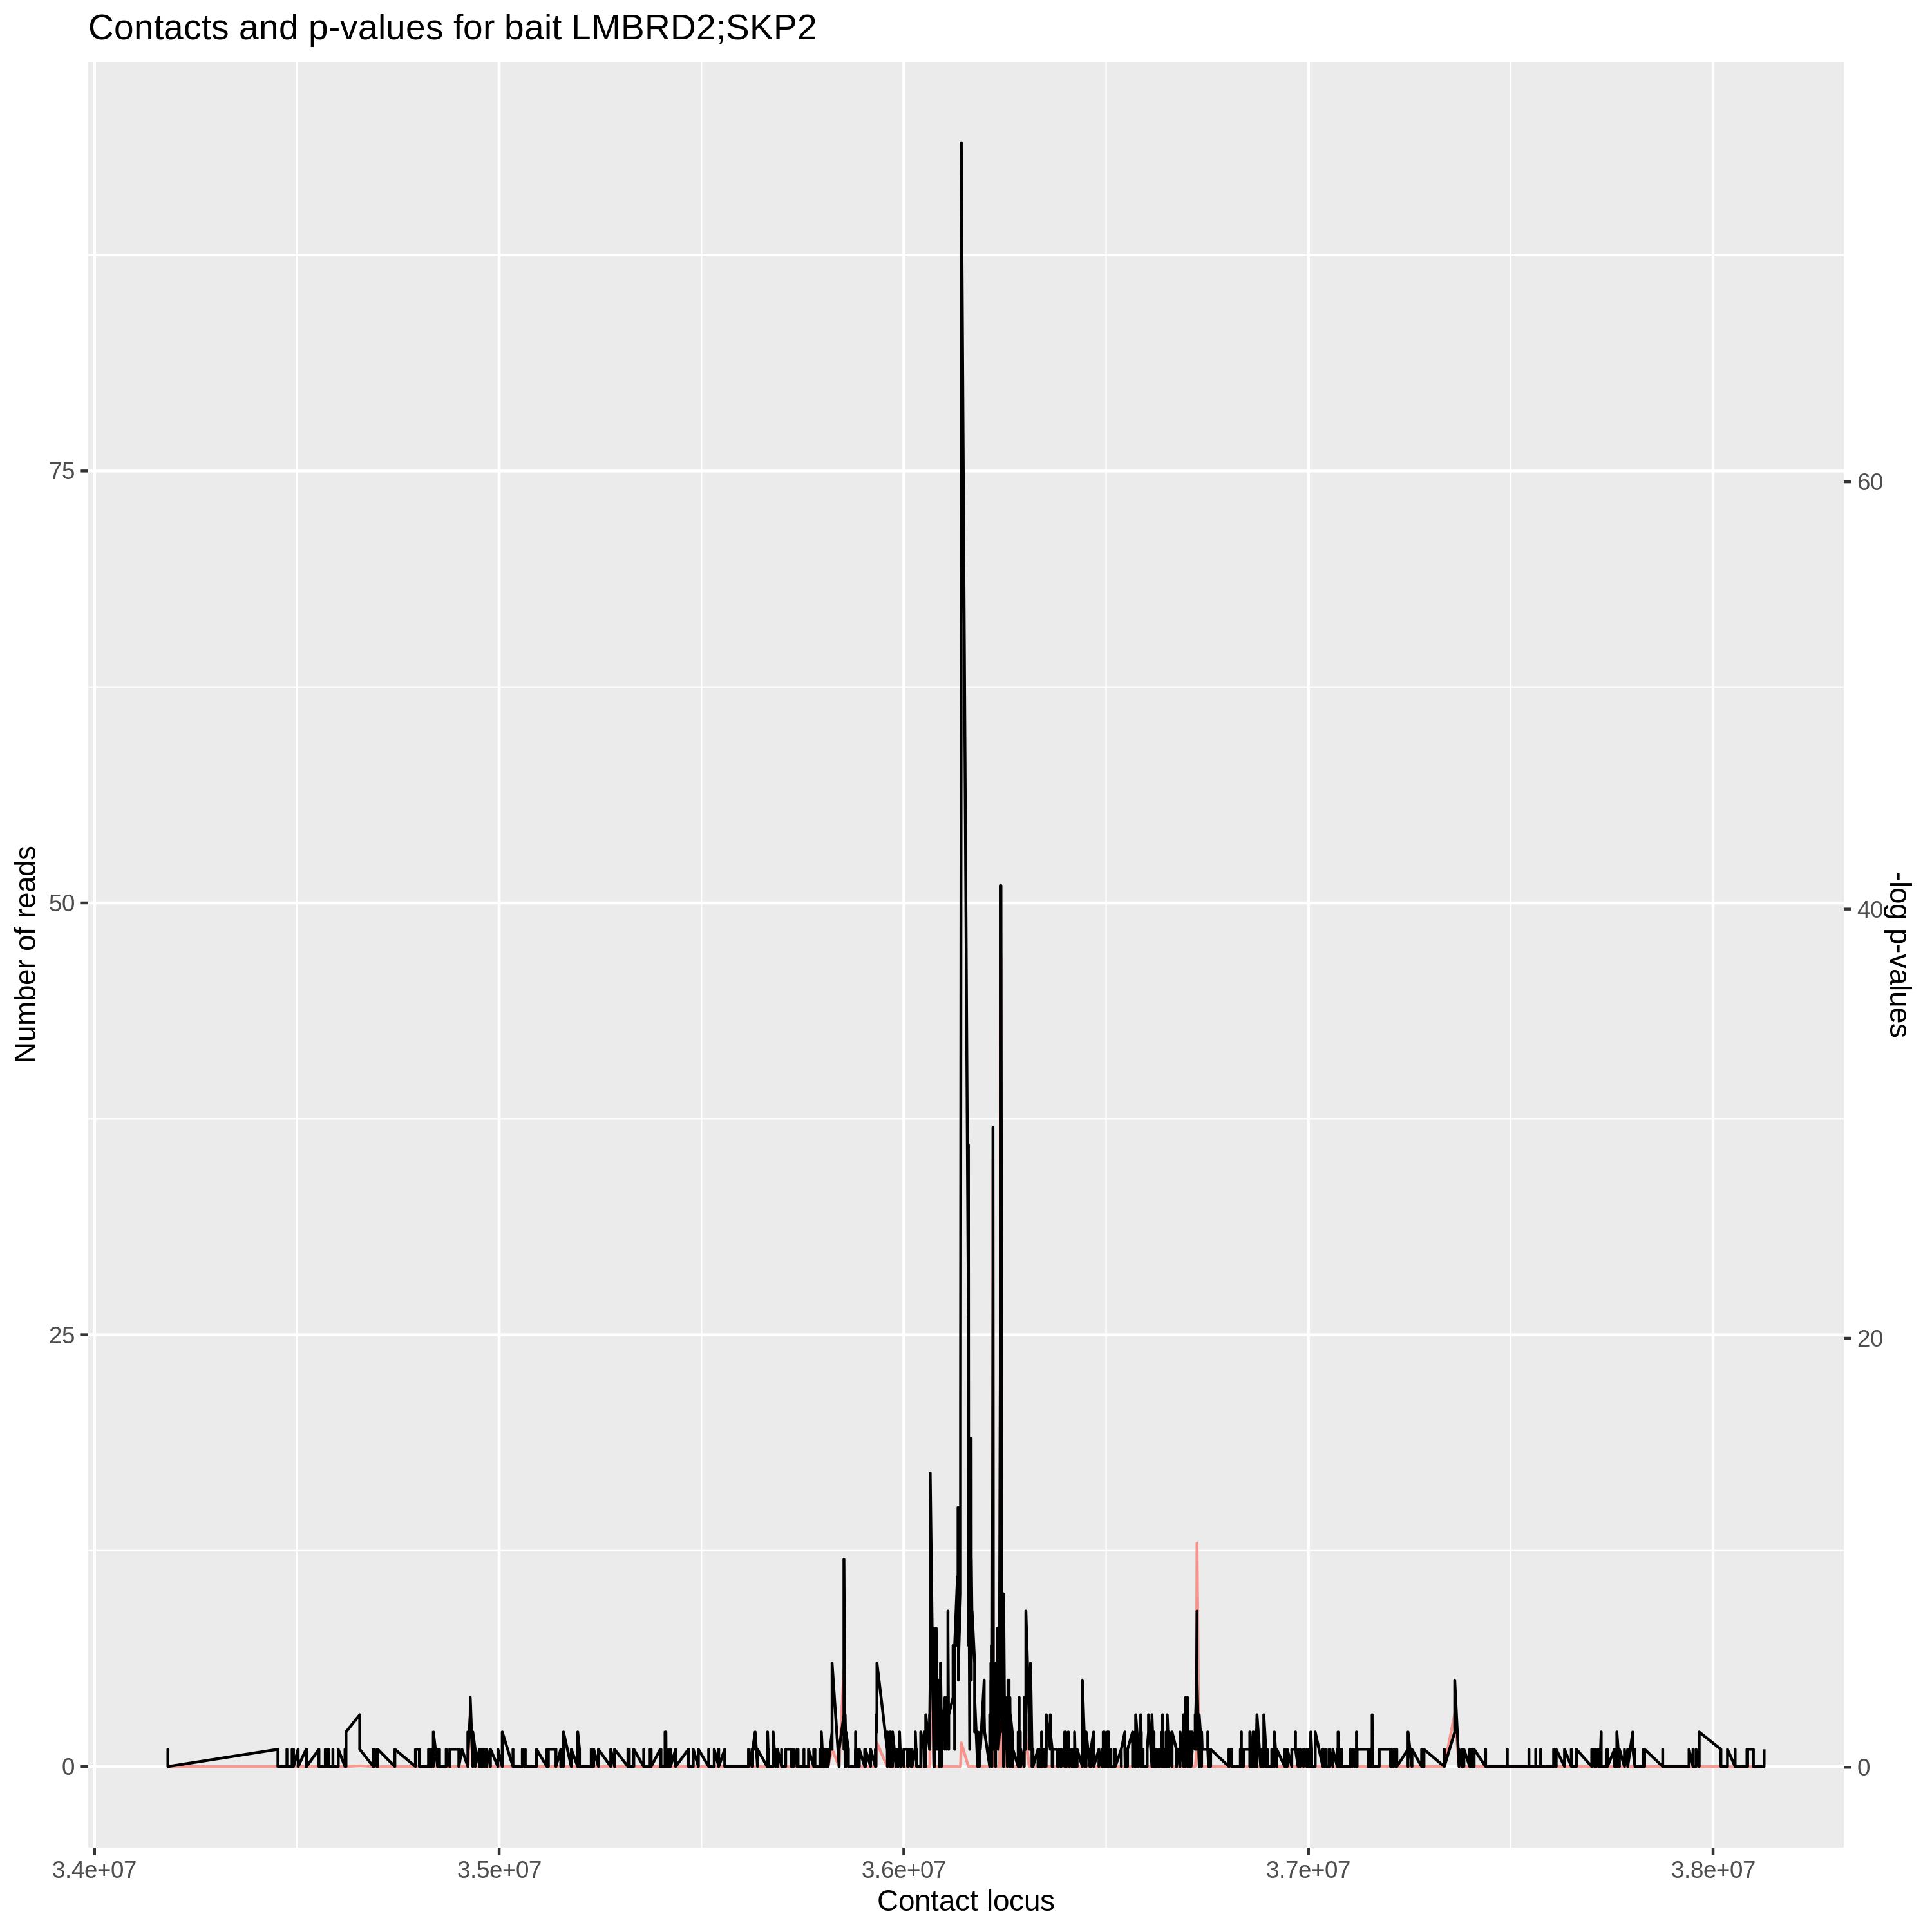 Contacts and p-values for bait LMBRD2;SKP2
Number of reads
75
50
25
0
60
40
20
0
-log p-values
3.4e+07
3.5e+07
3.6e+07
3.7e+07
3.8e+07
Contact locus